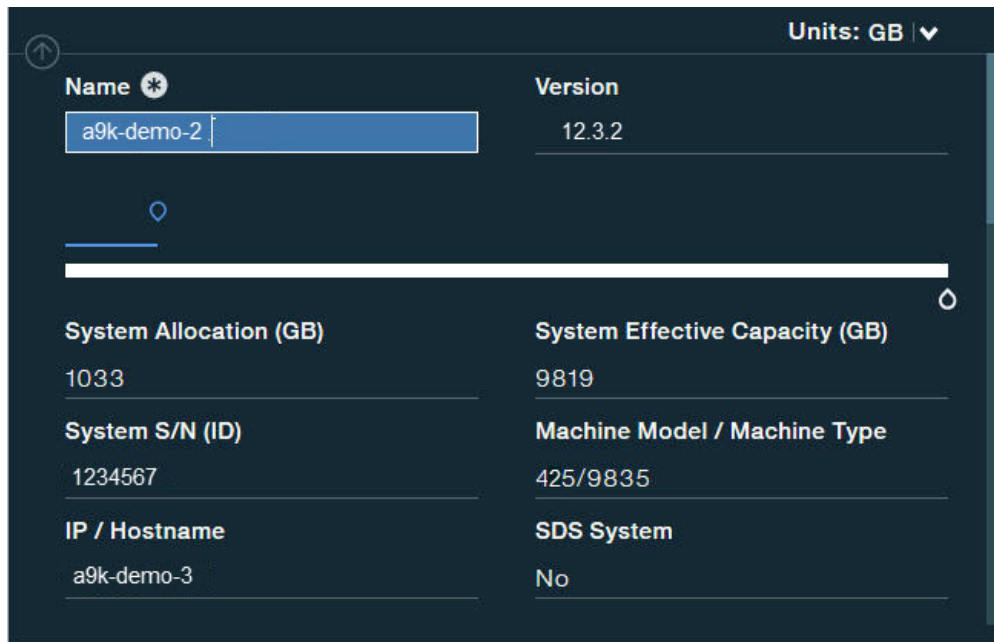 Units: GB
Name
Version
a9k-demo-2
12.3.2
System Allocation (GB)
System Effective Capacity (GB)
1033
9819
System S/N (ID)
Machine Model / Machine Type
1234567
425/9835
IP / Hostname
SDS System
a9k-demo-3
No